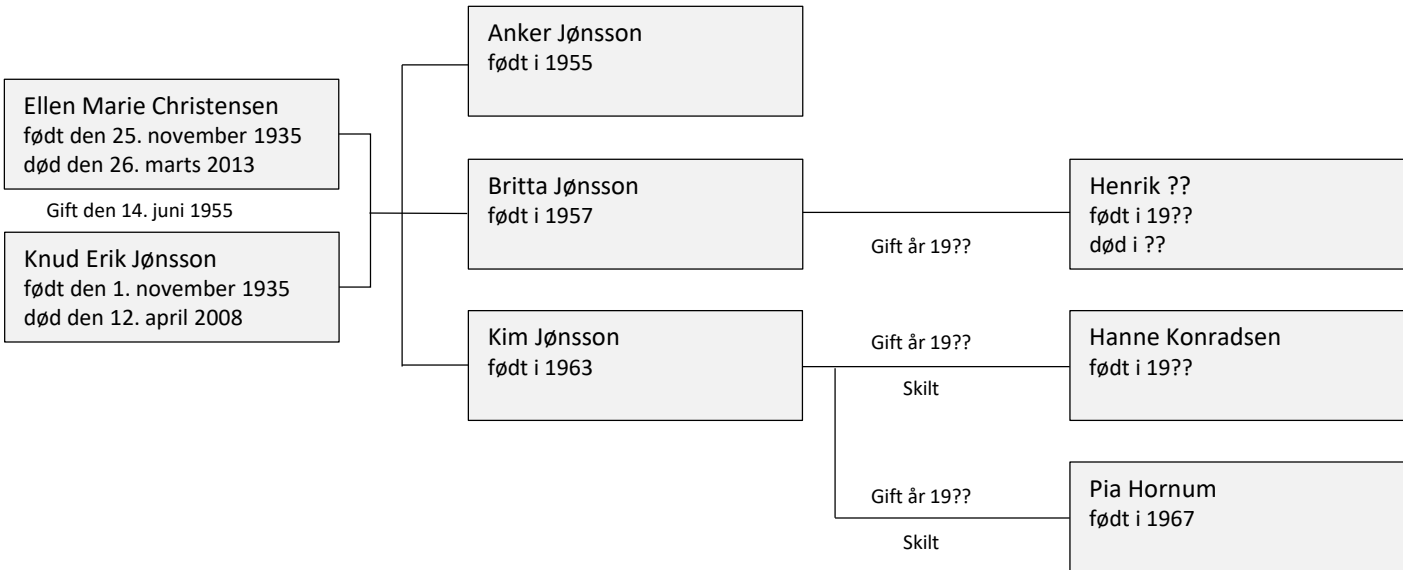 Anker Jønsson
født i 1955
Ellen Marie Christensen
født den 25. november 1935
død den 26. marts 2013
Gift den 14. juni 1955
Knud Erik Jønsson
født den 1. november 1935
død den 12. april 2008
Britta Jønsson
født i 1957
Gift år 19??
Henrik ??
født i 19??
død i ??
Kim Jønsson
født i 1963
Gift år 19??
Skilt
Hanne Konradsen
født i 19??
Gift år 19??
Skilt
Pia Hornum
født i 1967